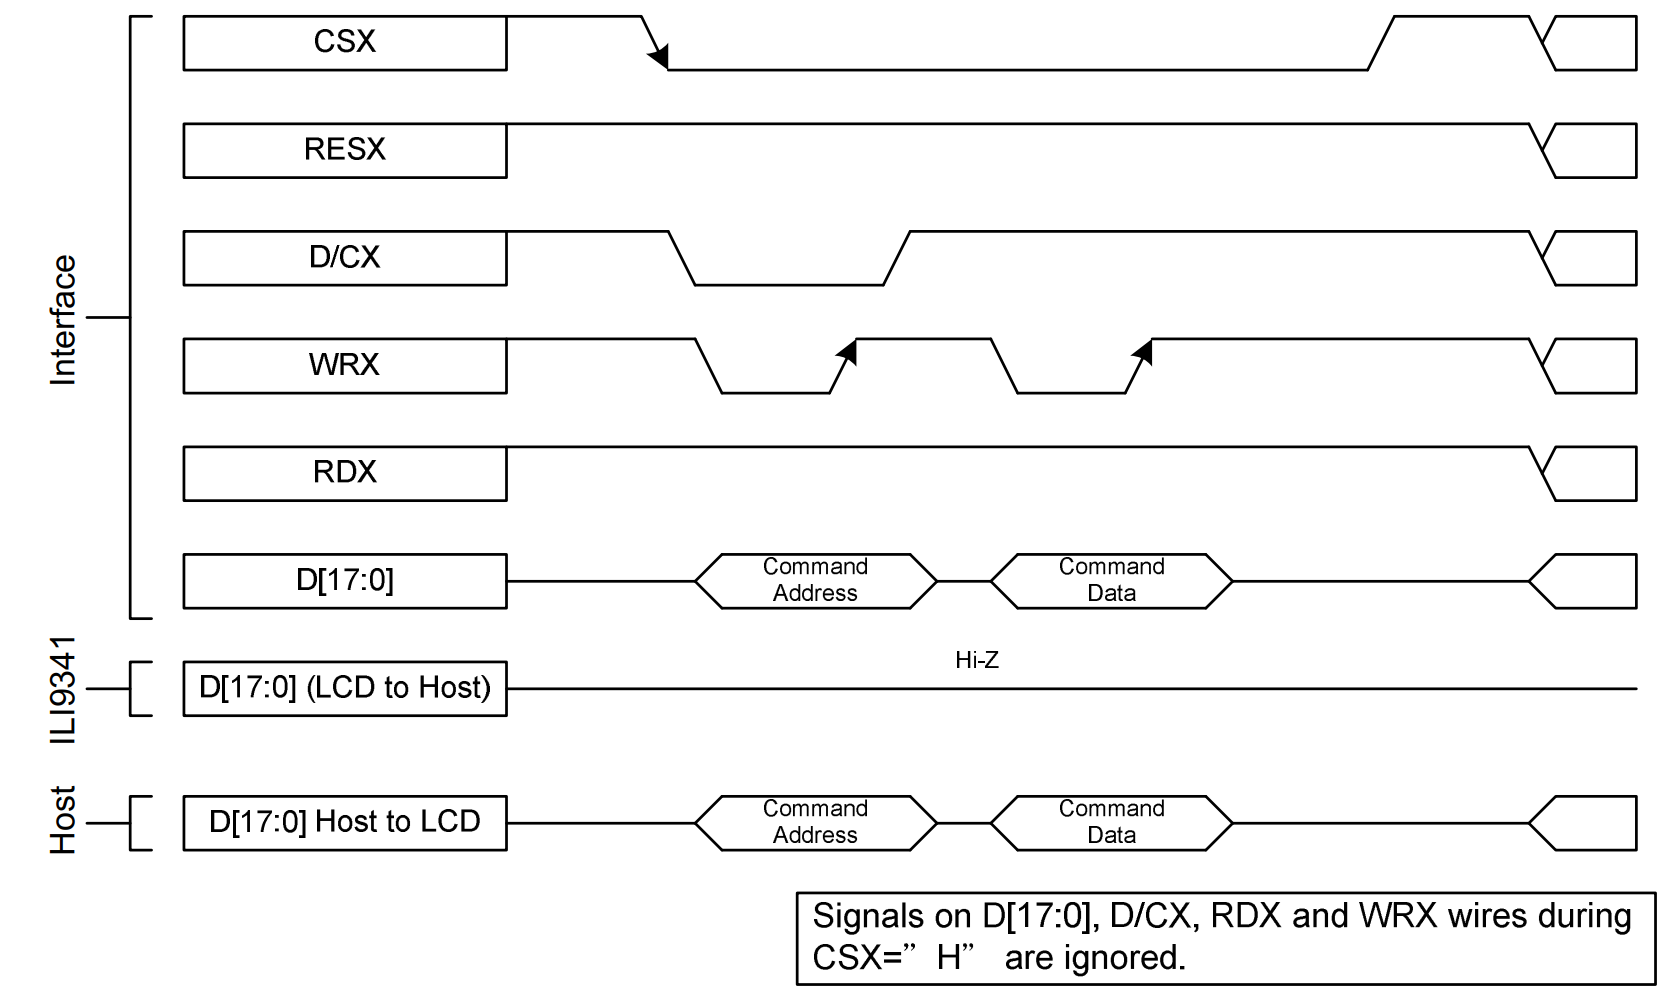 Interface
CSX
RESX
D/CX
WRX
RDX
D[17:0]
Command
Address
Command
Data
ILI9341
D[17:0] (LCD to Host)
Hi-Z
Host
D[17:0] Host to LCD
Command
Address
Command
Data
Signals on D[17:0], D/CX, RDX and WRX wires during
CSX=” H” are ignored.